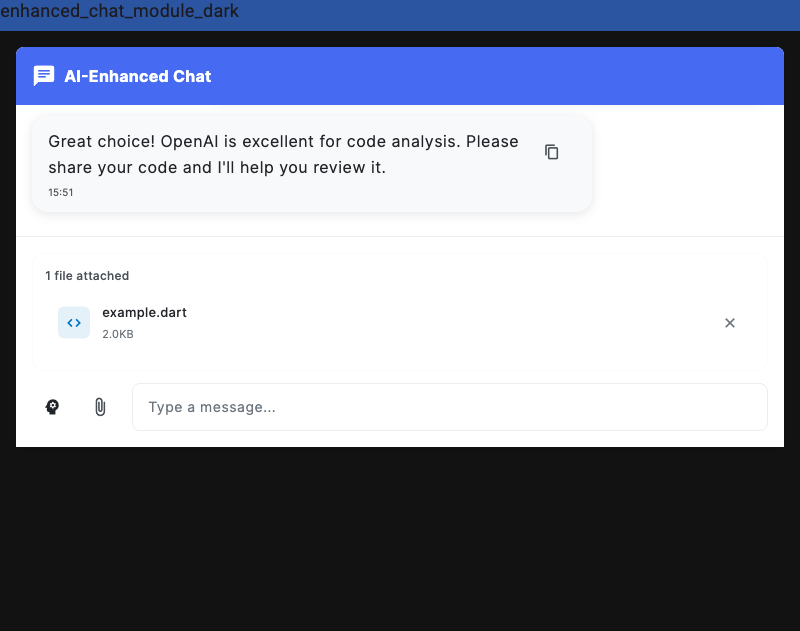 enhanced_chat_module_dark
AI-Enhanced Chat
Great choice! OpenAI is excellent for code analysis. Please
share your code and I'll help you review it.
15:51
1 file attached
example.dart
2.0KB
Type a message...